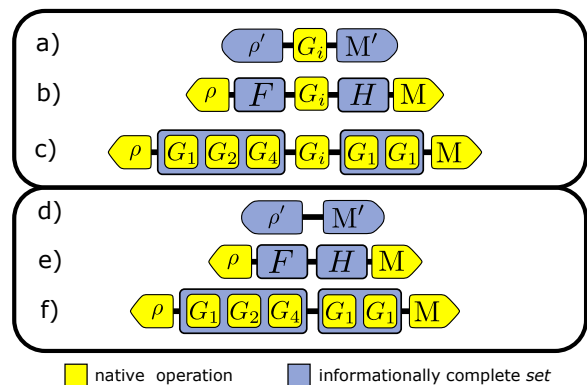 a) ρ′ G_i M′
b) ρ F G_i H M
c) ρ G_1 G_2 G_4 G_i G_1 G_1 M
d) ρ′ M′
e) ρ F H M
f) ρ G_1 G_2 G_4 G_1 G_1 M
native operation informationally complete set